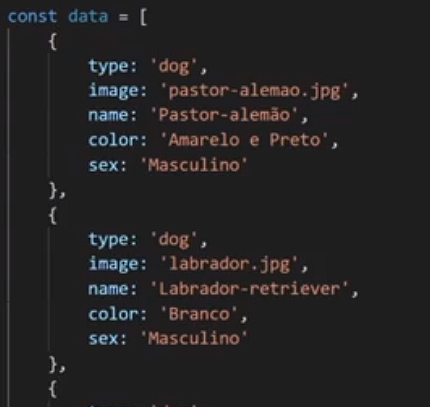 const data = [
{
type: 'dog',
image: 'pastor-alemao.jpg',
name: 'Pastor-alemão',
color: 'Amarelo e Preto',
sex: 'Masculino'
},
{
type: 'dog',
image: 'labrador.jpg',
name: 'Labrador-retriever',
color: 'Branco',
sex: 'Masculino'
},
{